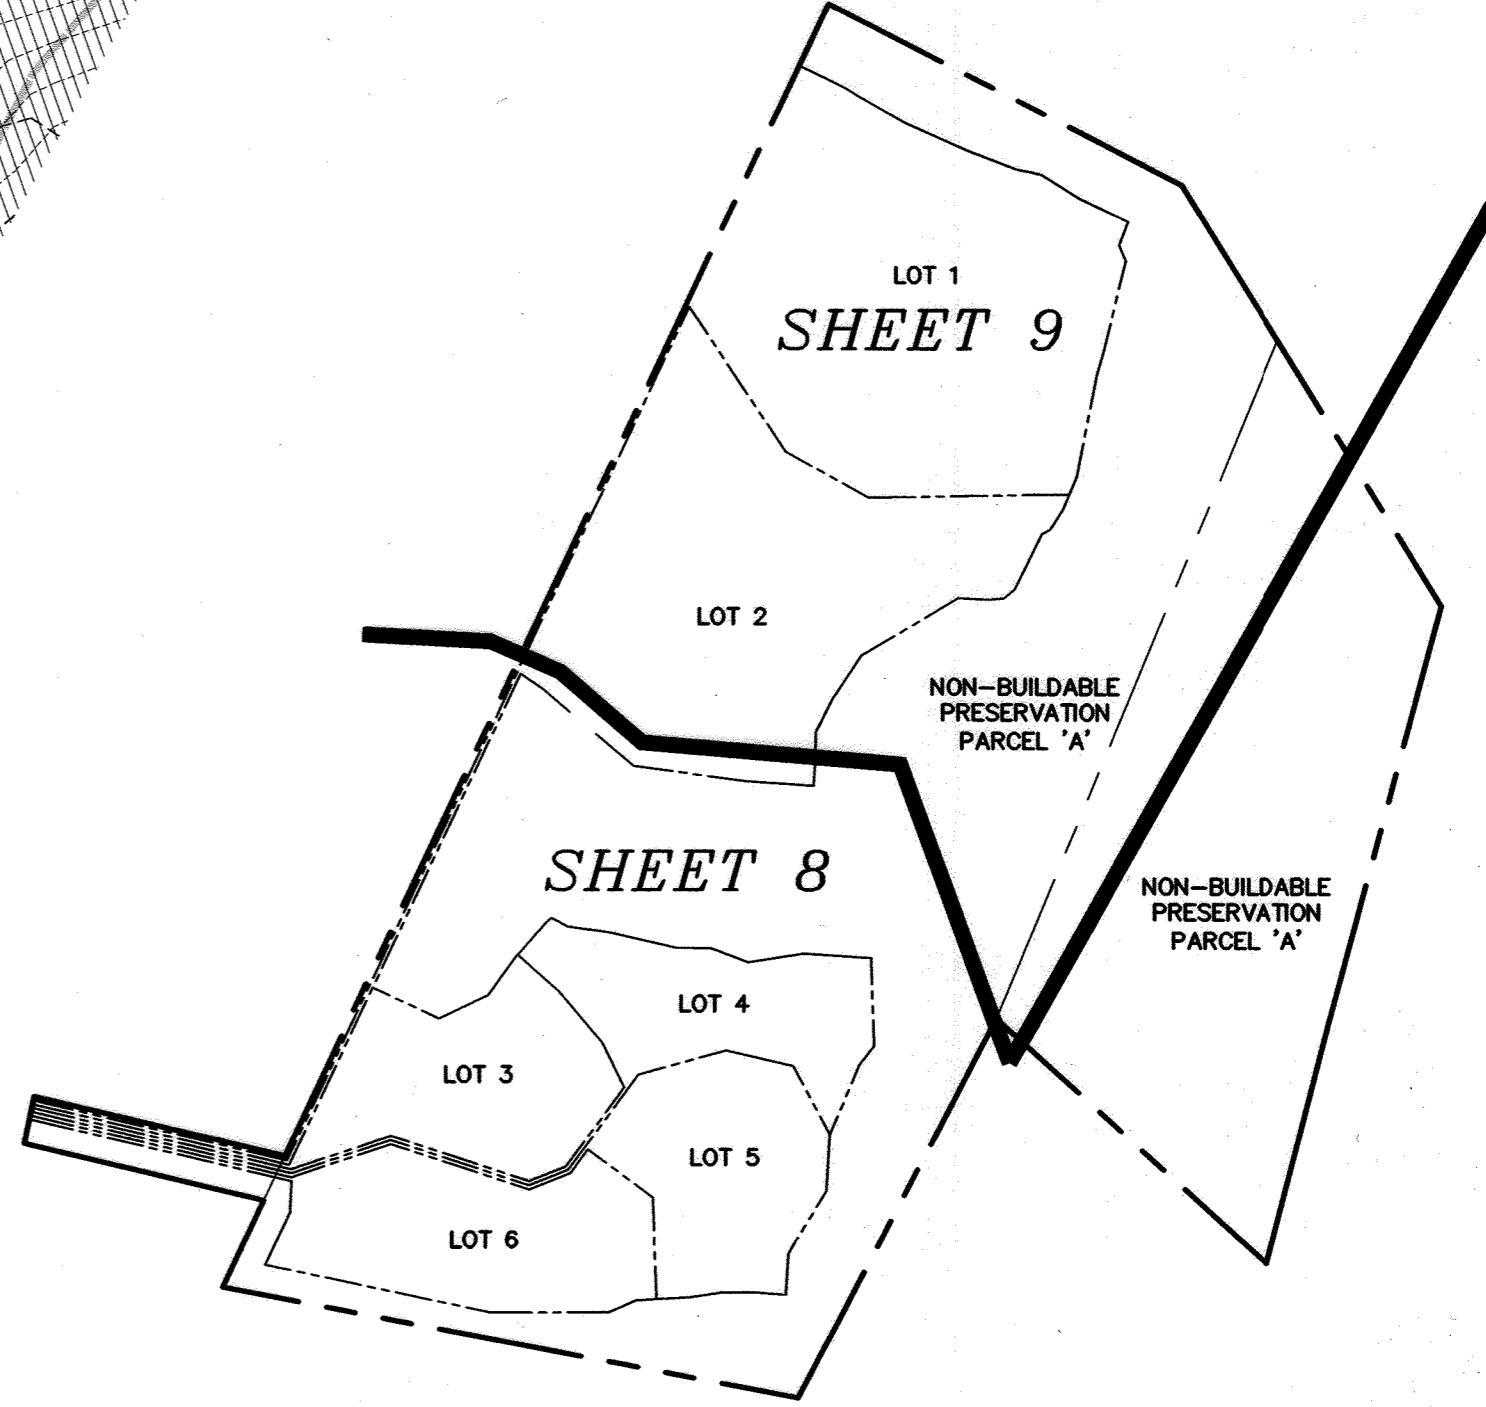 LOT 1
SHEET 9
LOT 2
NON-BUILDABLE
PRESERVATION
PARCEL 'A'
SHEET 8
NON-BUILDABLE
PRESERVATION
PARCEL 'A'
LOT 4
LOT 3
LOT 5
LOT 6